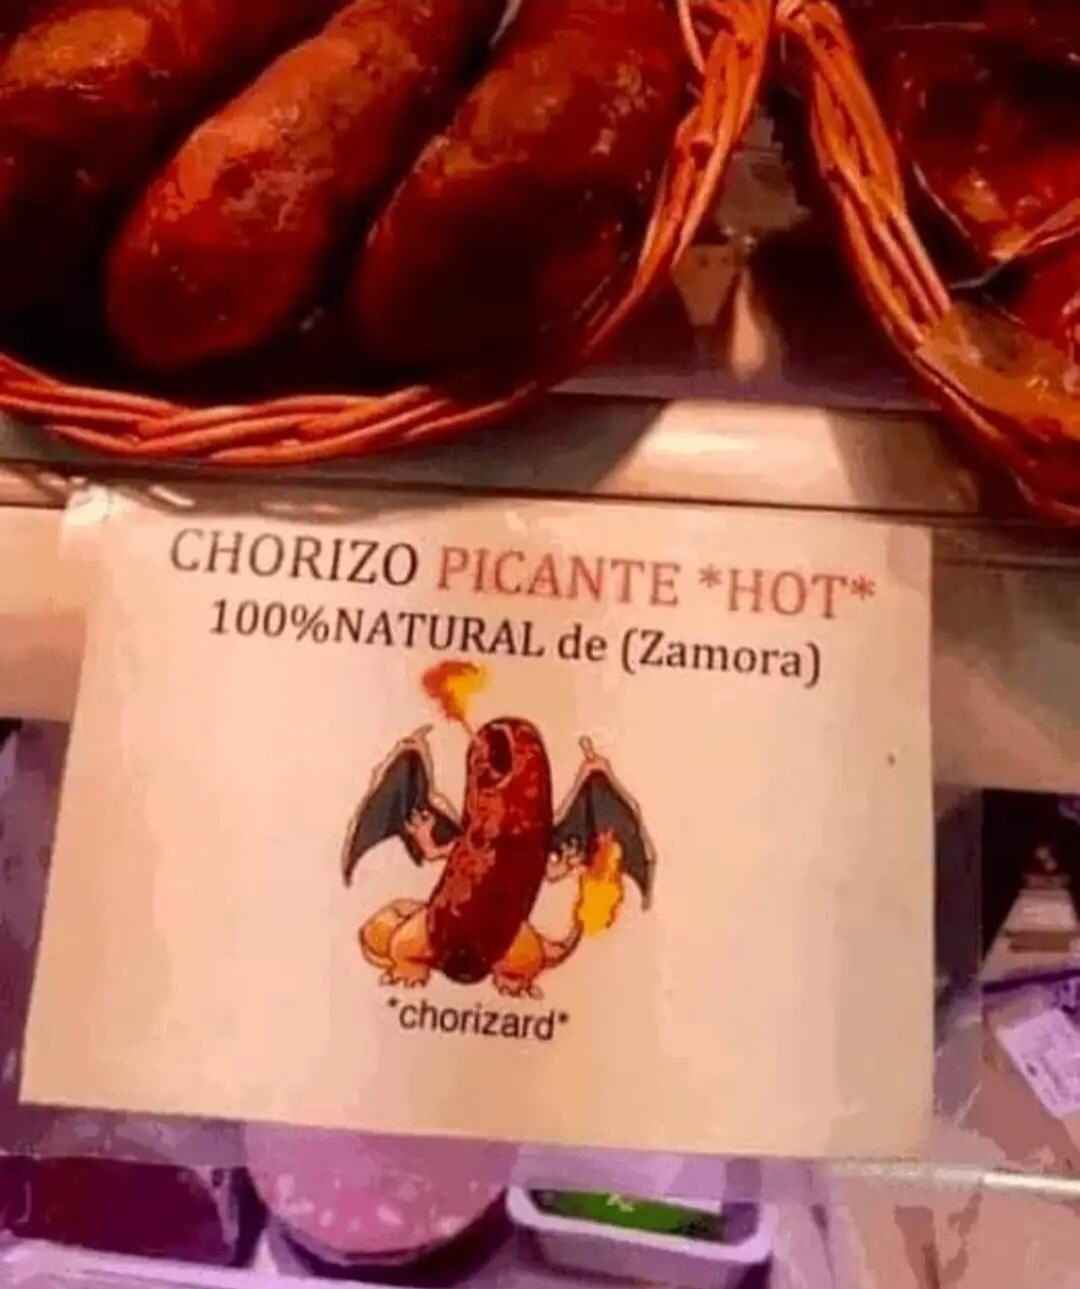 CHORIZO PICANTE *HOT*
100%NATURAL de (Zamora)
*chorizard*